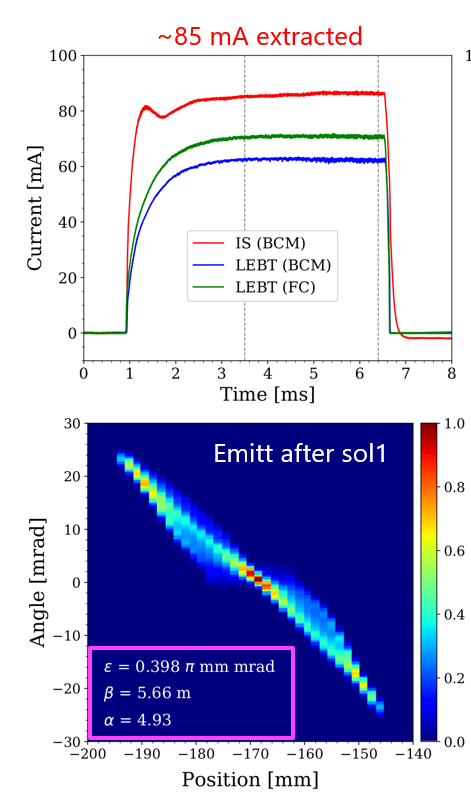 ~85 mA extracted
1
100
80
60
40
20
0
Current [mA]
IS (BCM)
LEBT (BCM)
LEBT (FC)
0 1 2 3 4 5 6 7 8
Time [ms]
30
20
10
0
−10
−20
−30
Angle [mrad]
Emitt after sol1
ε = 0.398 π mm mrad
β = 5.66 m
α = 4.93
−200 −190 −180 −170 −160 −150 −140
Position [mm]
1.0
0.8
0.6
0.4
0.2
0.0